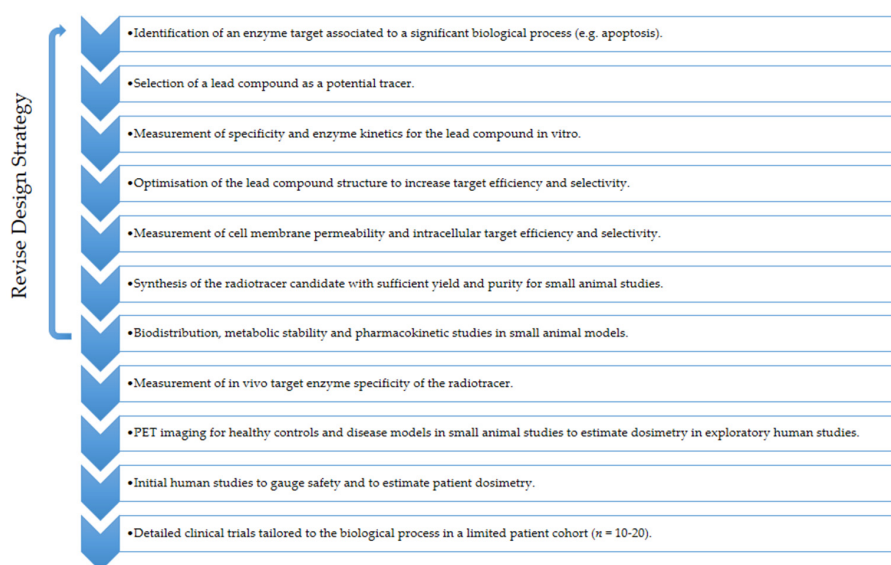 Revise Design Strategy
•Identification of an enzyme target associated to a significant biological process (e.g. apoptosis).
•Selection of a lead compound as a potential tracer.
•Measurement of specificity and enzyme kinetics for the lead compound in vitro.
•Optimisation of the lead compound structure to increase target efficiency and selectivity.
•Measurement of cell membrane permeability and intracellular target efficiency and selectivity.
•Synthesis of the radiotracer candidate with sufficient yield and purity for small animal studies.
•Biodistribution, metabolic stability and pharmacokinetic studies in small animal models.
•Measurement of in vivo target enzyme specificity of the radiotracer.
•PET imaging for healthy controls and disease models in small animal studies to estimate dosimetry in exploratory human studies.
•Initial human studies to gauge safety and to estimate patient dosimetry.
•Detailed clinical trials tailored to the biological process in a limited patient cohort (n = 10-20).